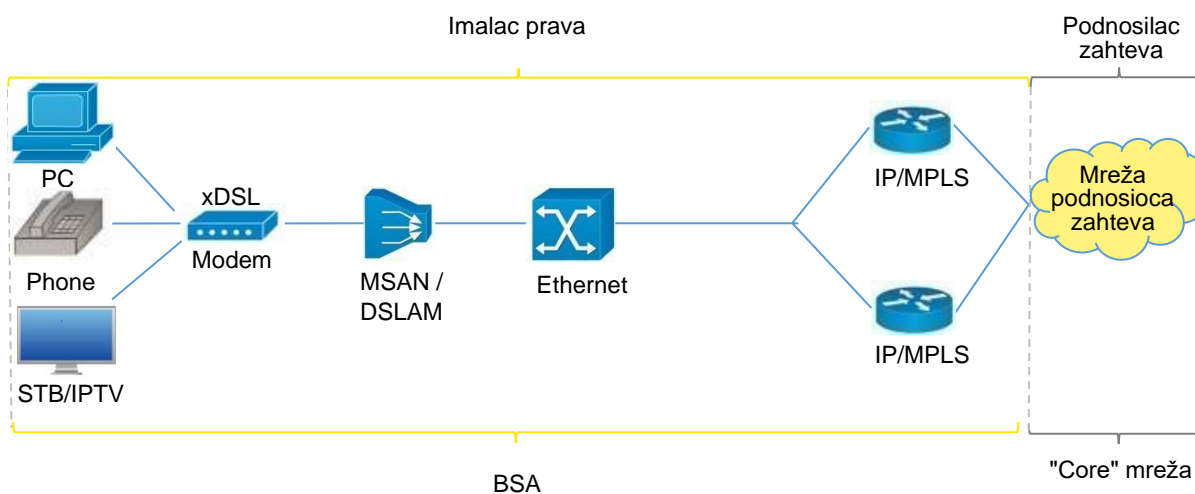 Imalac prava
Podnosilac
zahteva
PC
xDSL
Modem
Phone
STB/IPTV
MSAN /
DSLAM
Ethernet
IP/MPLS
IP/MPLS
Mreža
podnosioca
zahteva
BSA
"Core" mreža